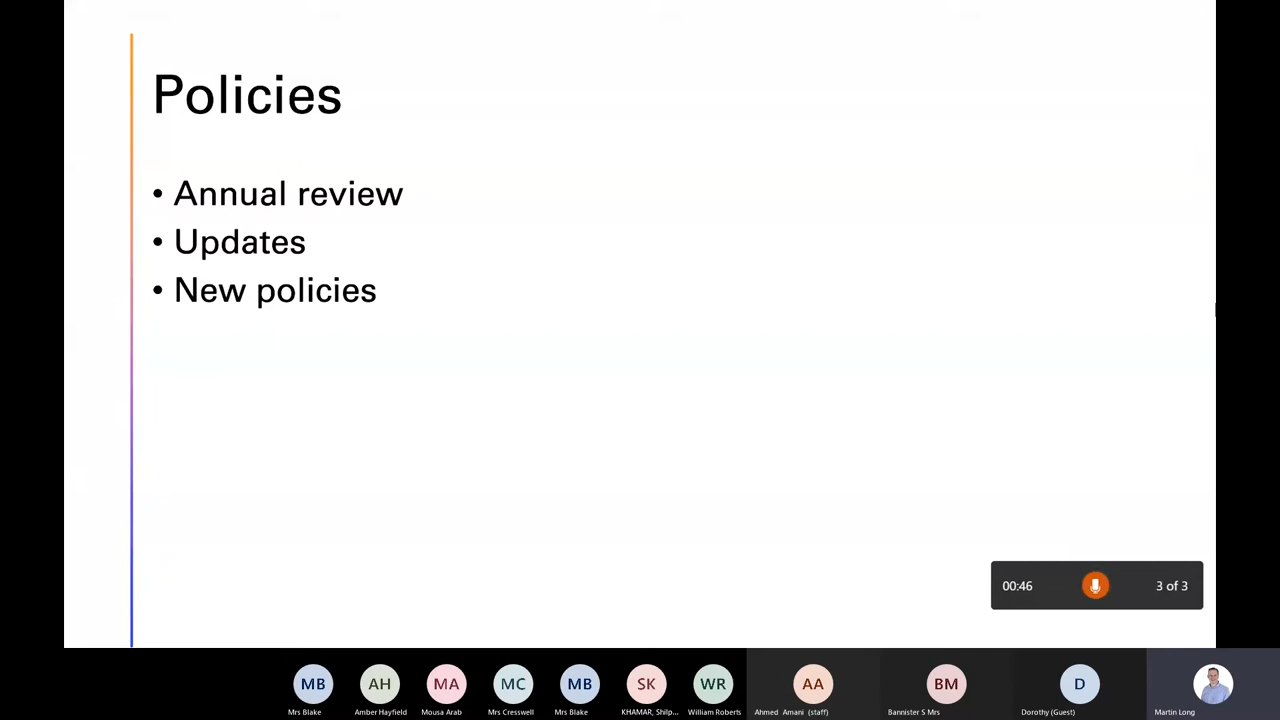 Policies
• Annual review
• Updates
• New policies
00:46
3 of 3
MB
AH
MA
MC
MB
SK
WR
AA
BM
D
Mrs Blake
Amber Hayfield
Mousa Arab
Mrs Cresswell
Mrs Blake
KHAMAR, Shilp...
William Roberts
Ahmed Amani (staff)
Bannister S Mrs
Dorothy (Guest)
Martin Long